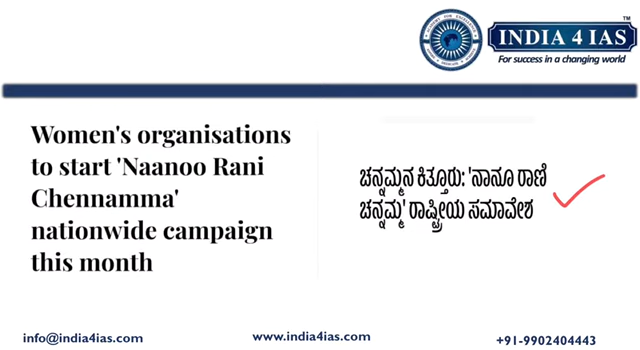 INDIA 4 IAS
TM
For success in a changing world
Women's organisations
to start 'Naanoo Rani
Chennamma'
nationwide campaign
this month
ಚನ್ನಮ್ಮನ ಕಿತ್ತೂರು: 'ನಾನೂ ರಾಣಿ
ಚನ್ನಮ್ಮ' ರಾಷ್ಟ್ರೀಯ ಸಮಾವೇಶ
info@india4ias.com
www.india4ias.com
+91-9902404443